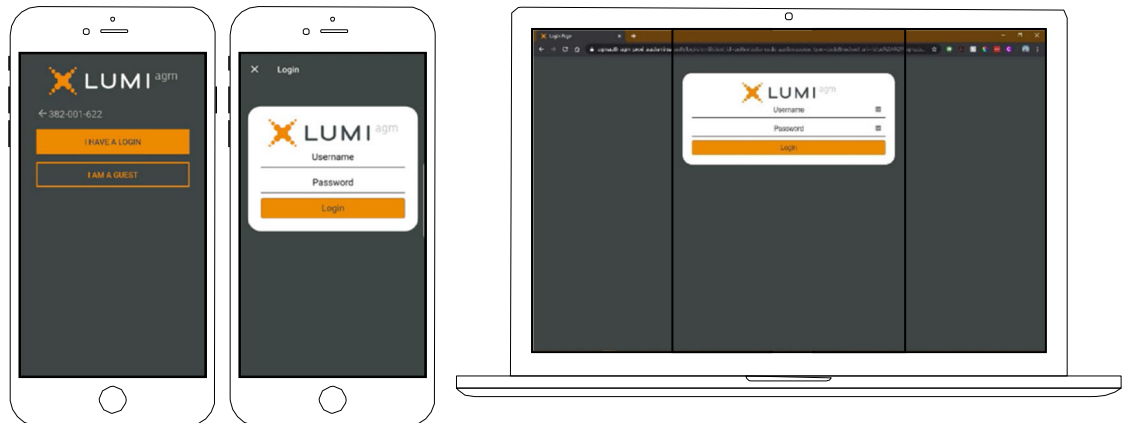 LUMI agm
← 382-001-622
I HAVE A LOGIN
I AM A GUEST
× Login
LUMI agm
Username
Password
Login
Login Page
LUMI agm
Username
Password
Login